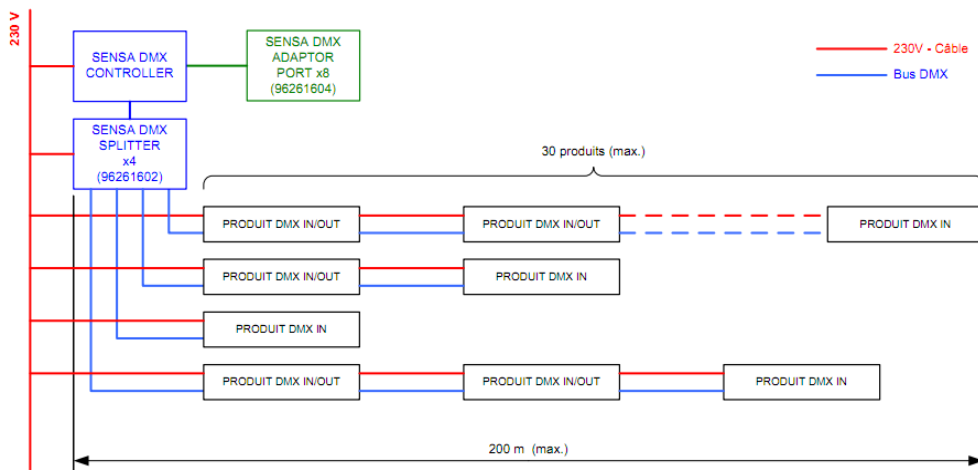 230 V
SENSA DMX
CONTROLLER
SENSA DMX
ADAPTOR
PORT x8
(96261604)
230V - Câble
Bus DMX
SENSA DMX
SPLITTER
x4
(96261602)
30 produits (max.)
PRODUIT DMX IN/OUT
PRODUIT DMX IN/OUT
PRODUIT DMX IN
PRODUIT DMX IN/OUT
PRODUIT DMX IN
PRODUIT DMX IN
PRODUIT DMX IN/OUT
PRODUIT DMX IN/OUT
PRODUIT DMX IN
200 m (max.)